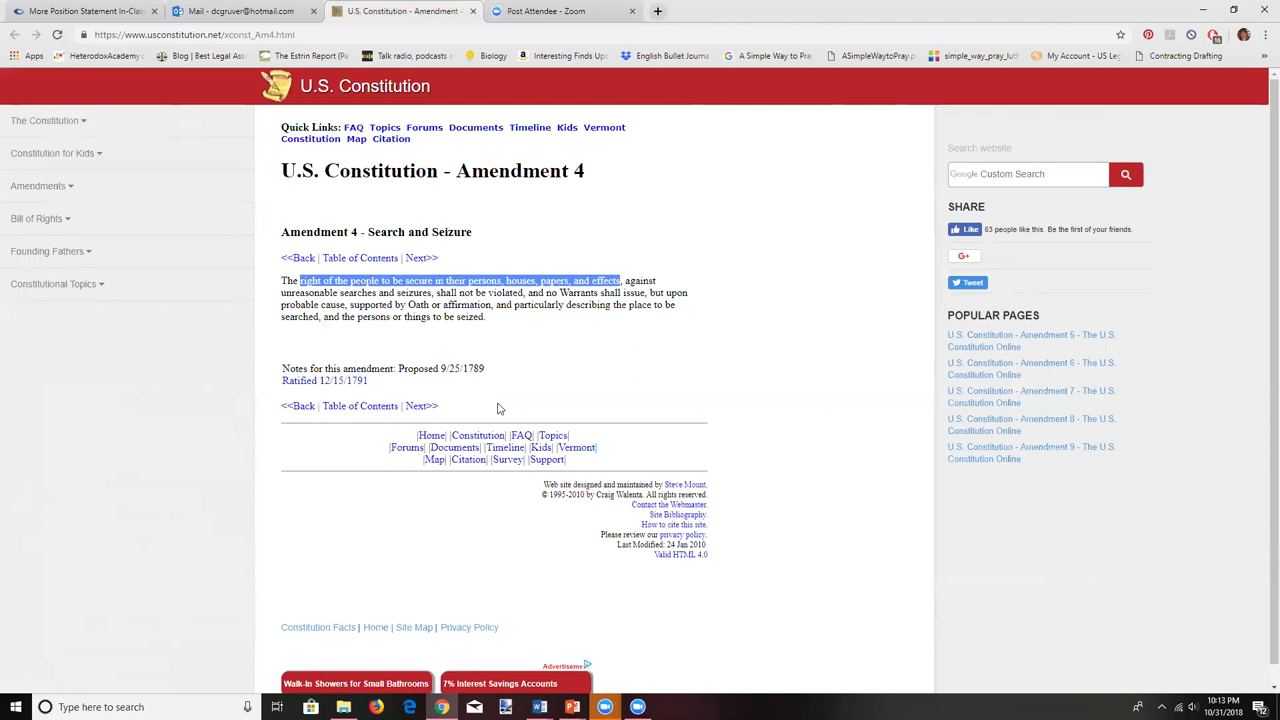 More Position Statement In-Clas
Mail -
U.S. Constitution - Amendment 4
Zoom
https://www.usconstitution.net/xconst_Am4.html
Apps
HeterodoxAcademy
Blog | Best Legal Ass
The Estrin Report (Pa
Talk radio, podcasts
Biology
Interesting Finds Upd
English Bullet Journal
A Simple Way to Pra
ASimpleWaytoPray.
simple_way_pray_luth
My Account - US Leg
Contracting Drafting
»
U.S. Constitution
The Constitution
Constitution for Kids
Amendments
Bill of Rights
Founding Fathers
Constitutional Topics
Quick Links: FAQ Topics Forums Documents Timeline Kids Vermont
Constitution Map Citation
U.S. Constitution - Amendment 4
Amendment 4 - Search and Seizure
<<Back | Table of Contents | Next>>
The right of the people to be secure in their persons, houses, papers, and effects, against
unreasonable searches and seizures, shall not be violated, and no Warrants shall issue, but upon
probable cause, supported by Oath or affirmation, and particularly describing the place to be
searched, and the persons or things to be seized.
Notes for this amendment: Proposed 9/25/1789
Ratified 12/15/1791
<<Back | Table of Contents | Next>>
|Home| |Constitution| |FAQ| |Topics|
|Forums| |Documents| |Timeline| |Kids| |Vermont|
|Map| |Citation| |Survey| |Support|
Web site designed and maintained by Steve Mount.
© 1995-2010 by Craig Walenta. All rights reserved.
Contact the Webmaster.
Site Bibliography.
How to cite this site.
Please review our privacy policy.
Last Modified: 24 Jan 2010
Valid HTML 4.0
Constitution Facts | Home | Site Map | Privacy Policy
Walk-In Showers for Small Bathrooms
7% Interest Savings Accounts
Search website
Google Custom Search
SHARE
Like 63 people like this. Be the first of your friends.
G+
Tweet
POPULAR PAGES
U.S. Constitution - Amendment 5 - The U.S.
Constitution Online
U.S. Constitution - Amendment 6 - The U.S.
Constitution Online
U.S. Constitution - Amendment 7 - The U.S.
Constitution Online
U.S. Constitution - Amendment 8 - The U.S.
Constitution Online
U.S. Constitution - Amendment 9 - The U.S.
Constitution Online
Type here to search
10:13 PM
10/31/2018